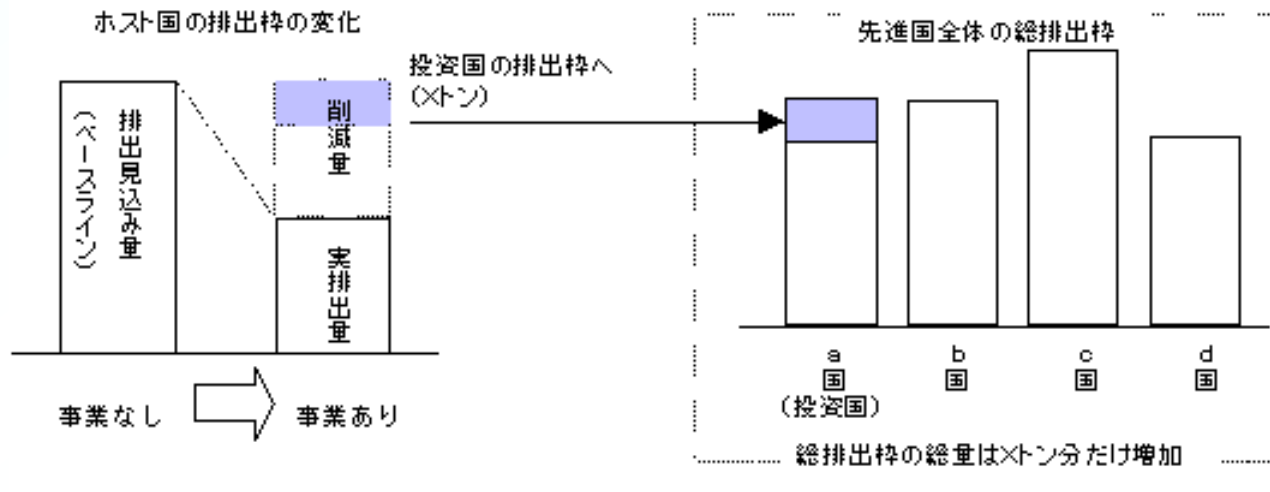 ホスト国の排出枠の変化
排出見込み量
（ベースライン）
削減量
実排出量
事業なし
事業あり
投資国の排出枠へ
（Xトン）
先進国全体の総排出枠
a国
（投資国）
b国
c国
d国
総排出枠の総量はXトン分だけ増加